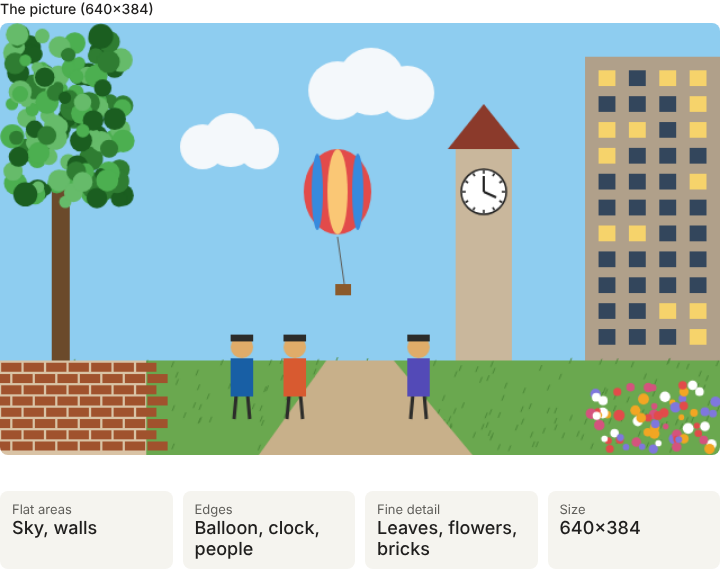 The picture (640×384)
Flat areas
Sky, walls
Edges
Balloon, clock,
people
Fine detail
Leaves, flowers,
bricks
Size
640×384